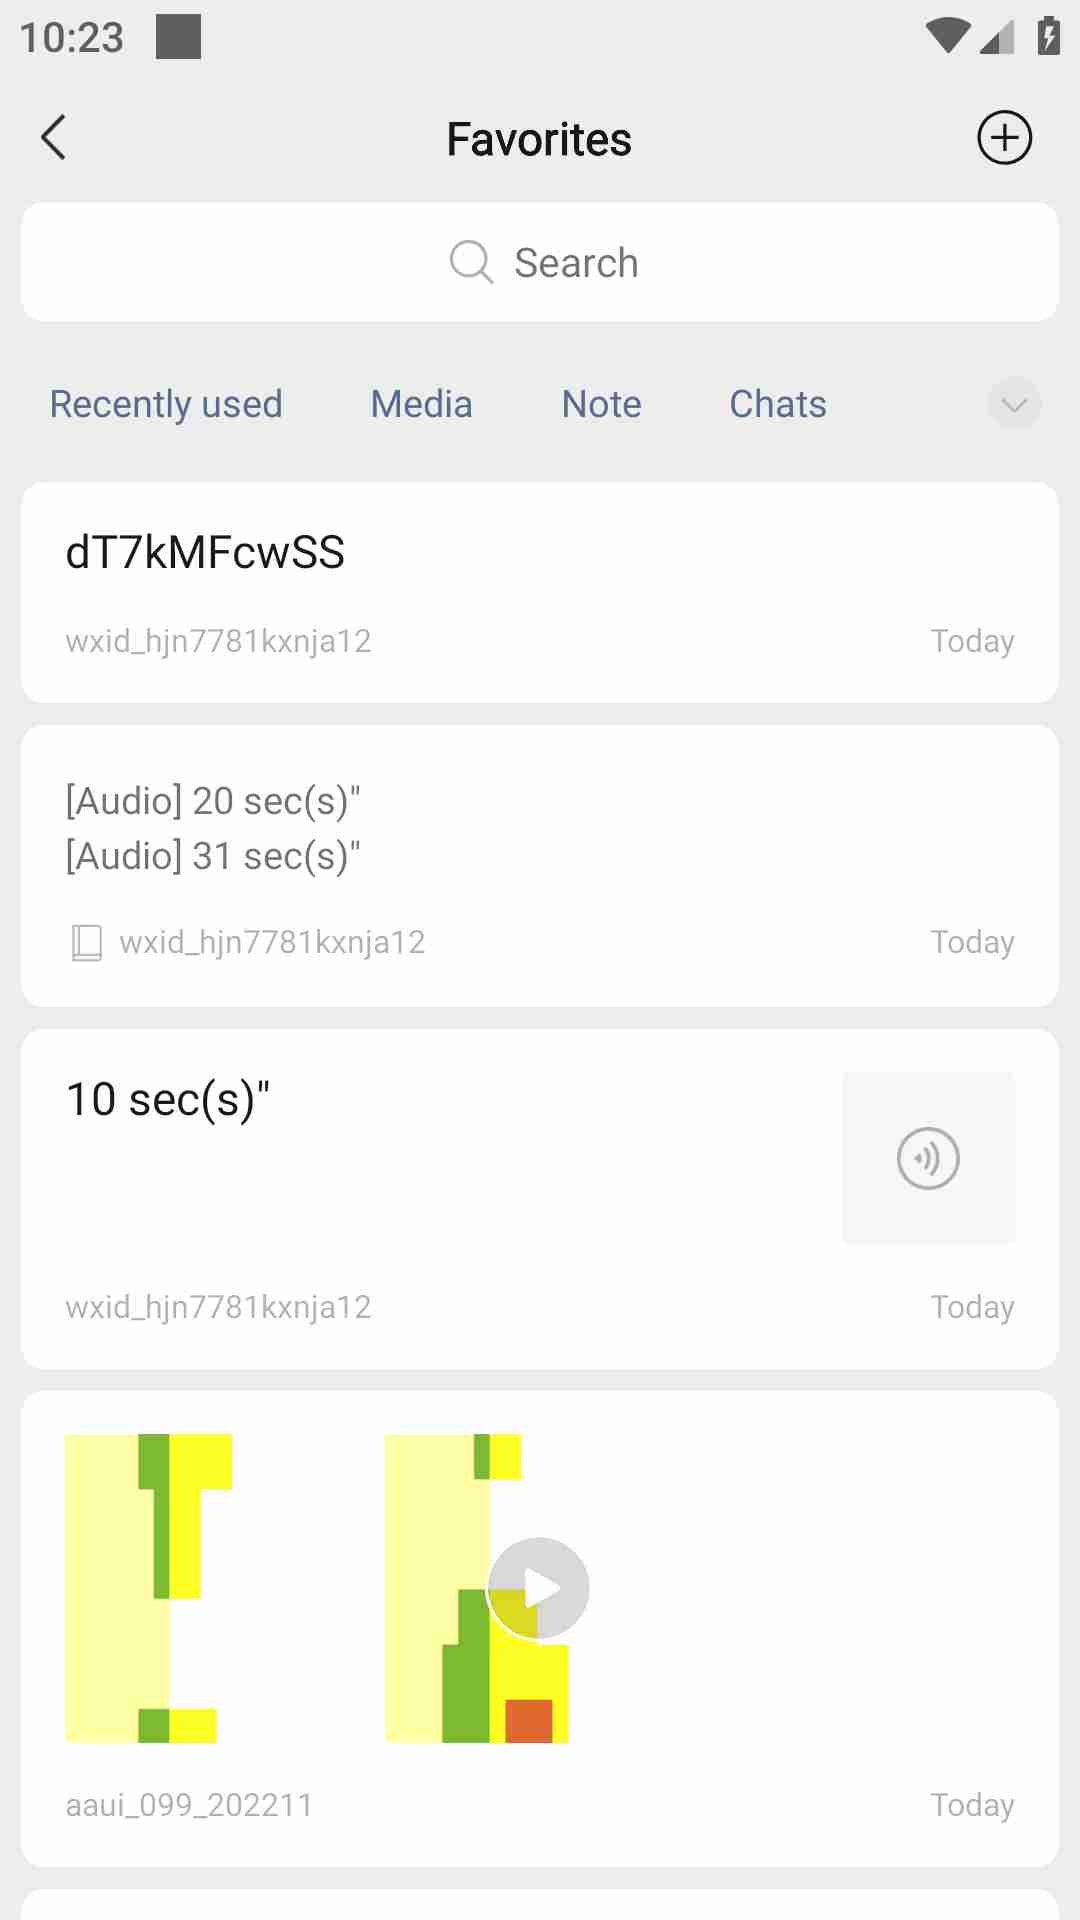 10:23
Favorites
Search
Recently used Media Note Chats
dT7kMFcwSS
wxid_hjn7781kxnja12 Today
[Audio] 20 sec(s)"
[Audio] 31 sec(s)"
wxid_hjn7781kxnja12 Today
10 sec(s)"
wxid_hjn7781kxnja12 Today
aaui_099_202211 Today